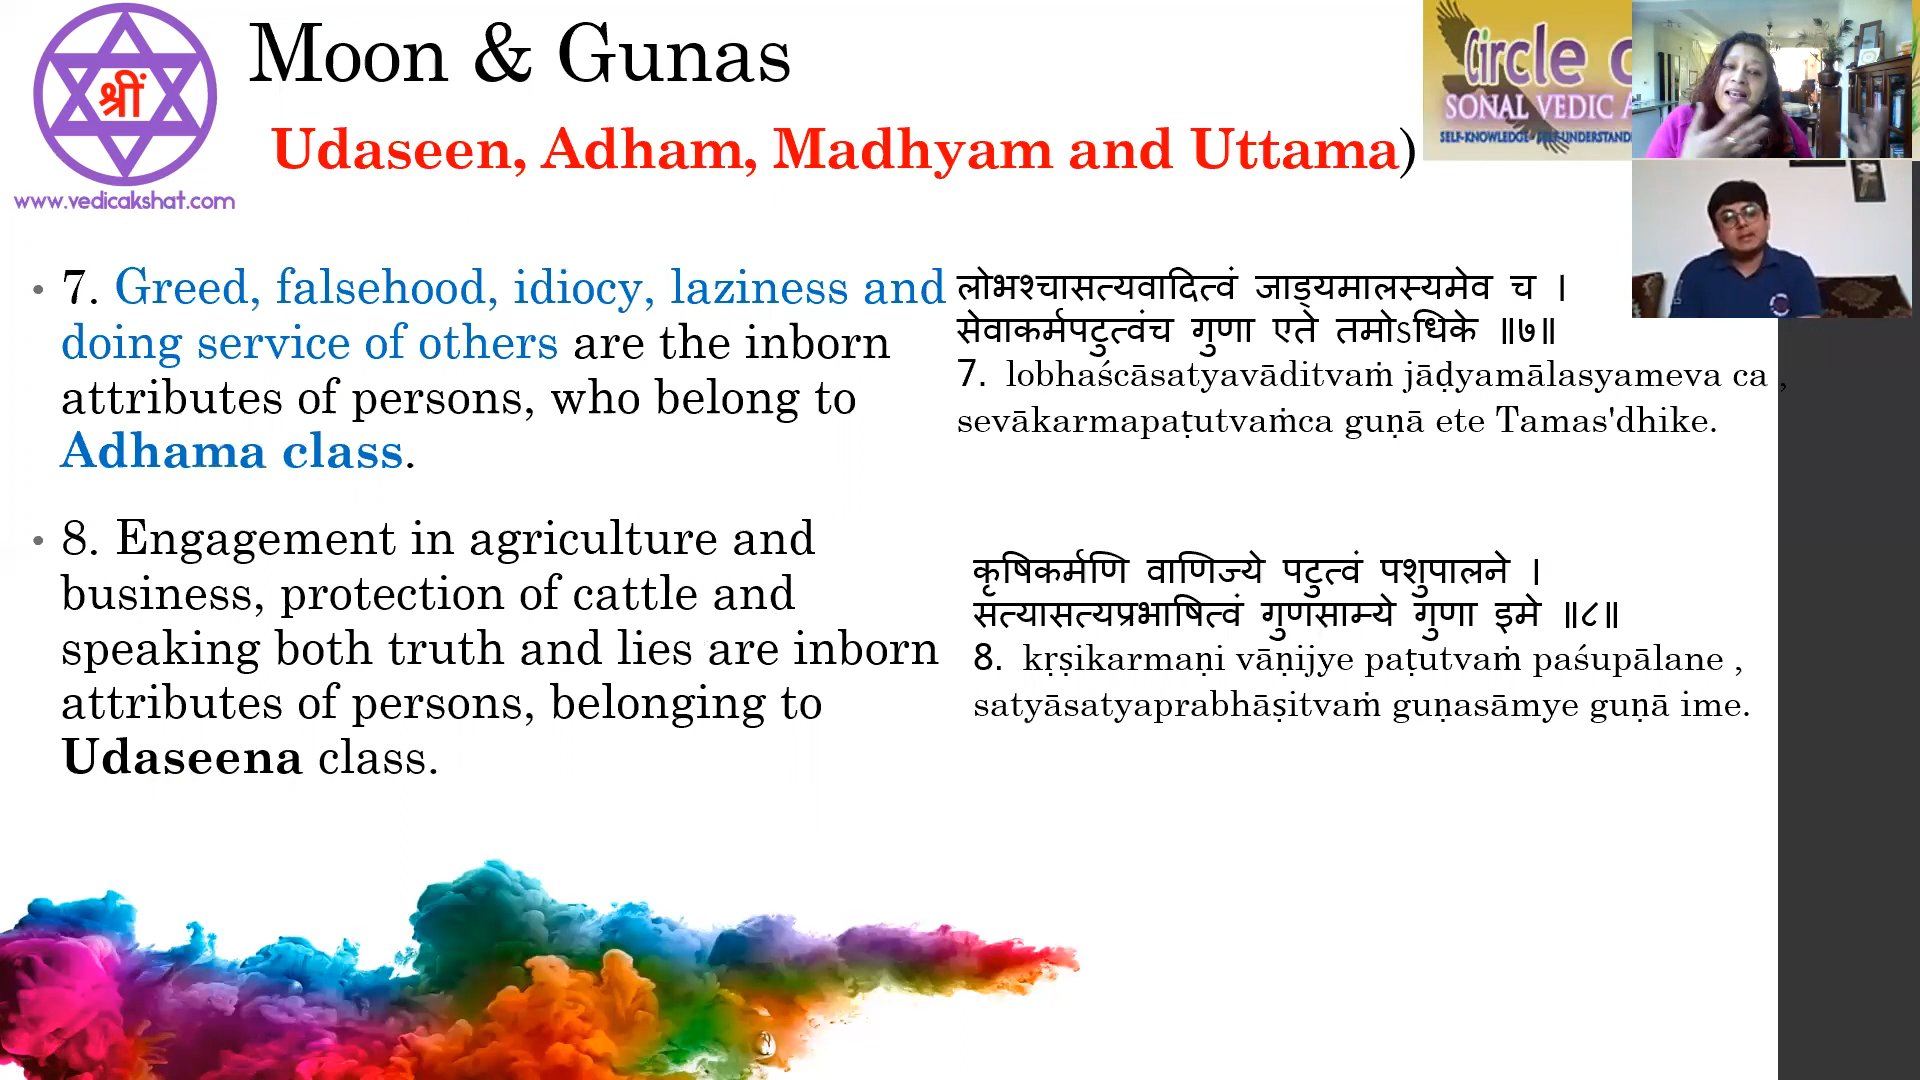 श्रीं
www.vedicakshat.com
Moon & Gunas
Udaseen, Adham, Madhyam and Uttama)
Circle
SONAL VEDIC A
SELF-KNOWLEDGE - SELF-UNDERSTAND
• 7. Greed, falsehood, idiocy, laziness and
doing service of others are the inborn
attributes of persons, who belong to
Adhama class.
• 8. Engagement in agriculture and
business, protection of cattle and
speaking both truth and lies are inborn
attributes of persons, belonging to
Udaseena class.
लोभश्चासत्यवादित्वं जाड्यमालस्यमेव च ।
सेवाकर्मपटुत्वंच गुणा एते तमोऽधिके ॥७॥
7. lobhaścāsatyavāditvaṁ jāḍyamālasyameva ca ,
sevākarmapaṭutvaṁca guṇā ete Tamas'dhike.
कृषिकर्मणि वाणिज्ये पटुत्वं पशुपालने ।
सत्यासत्यप्रभाषित्वं गुणसाम्ये गुणा इमे ॥८॥
8. kṛṣikarmaṇi vāṇijye paṭutvaṁ paśupālane ,
satyāsatyaprabhāṣitvaṁ guṇasāmye guṇā ime.